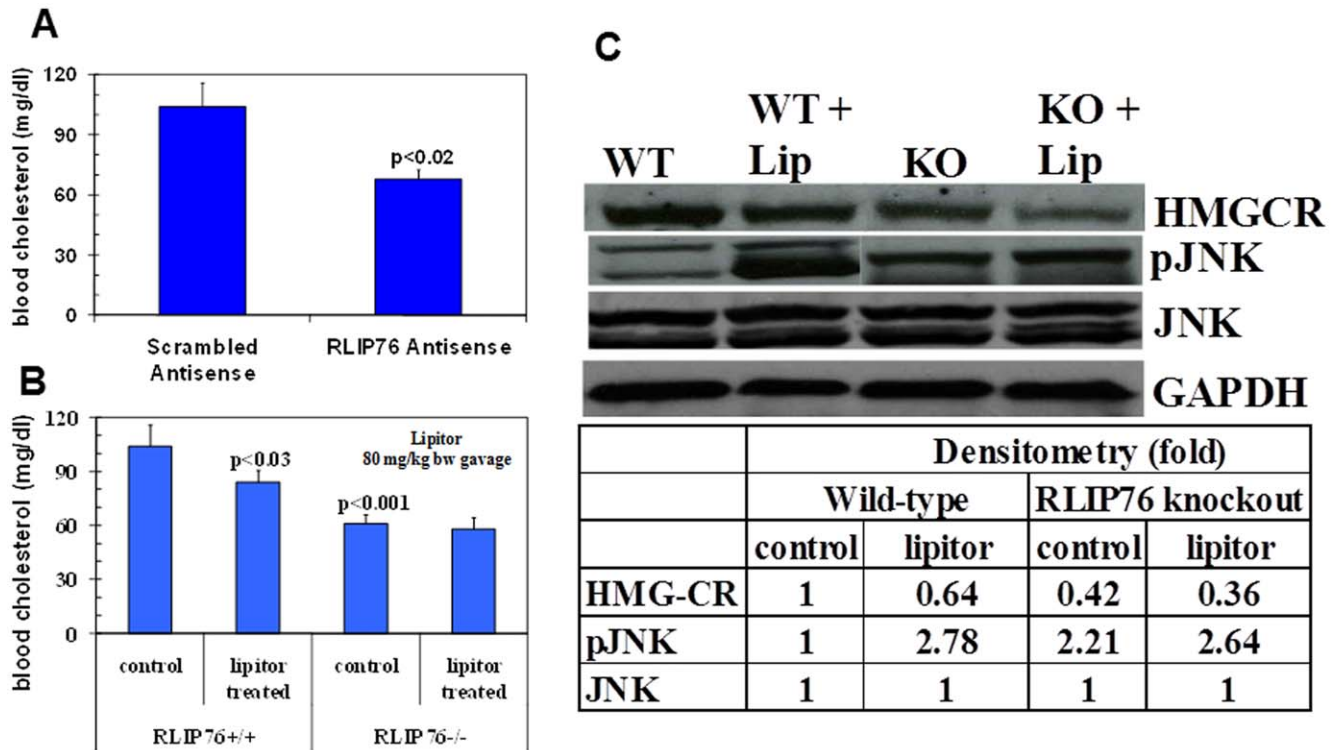 A
blood cholesterol (mg/dl)
120
90
60
30
0
p<0.02
Scrambled
Antisense
RLIP76 Antisense
B
blood cholesterol (mg/dl)
120
90
60
30
0
Lipitor
80 mg/kg bw gavage
p<0.03
p<0.001
control
lipitor
treated
control
lipitor
treated
RLIP76+/+
RLIP76-/-
C
WT
WT +
Lip
KO
KO +
Lip
HMGCR
pJNK
JNK
GAPDH
Densitometry (fold)
Wild-type RLIP76 knockout
control lipitor control lipitor
HMG-CR 1 0.64 0.42 0.36
pJNK 1 2.78 2.21 2.64
JNK 1 1 1 1